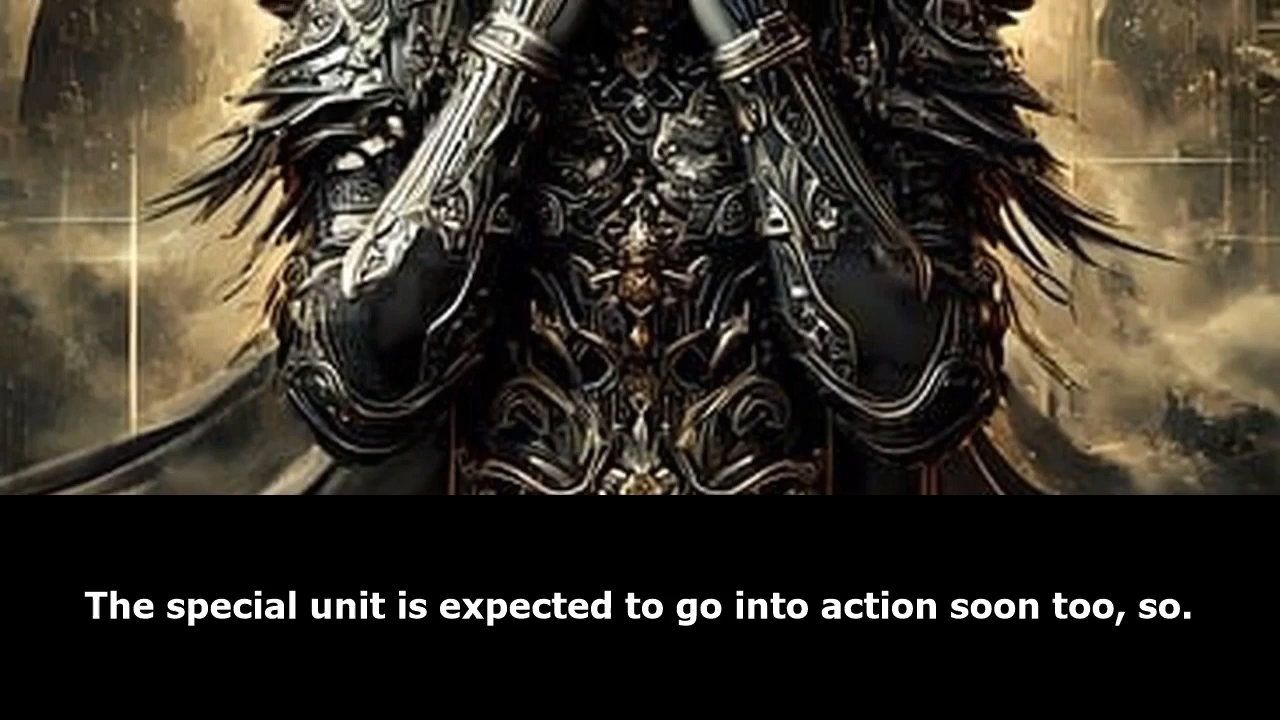 The special unit is expected to go into action soon too, so.